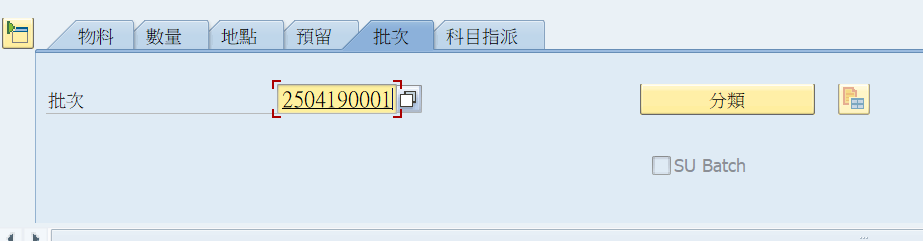 物料 數量 地點 預留 批次 科目指派
批次 2504190001 分類
SU Batch